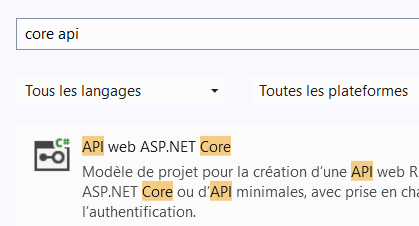 core api
Tous les langages Toutes les plateformes
C#
API web ASP.NET Core
Modèle de projet pour la création d’une API web
ASP.NET Core ou d’API minimales, avec prise en
l’authentification.